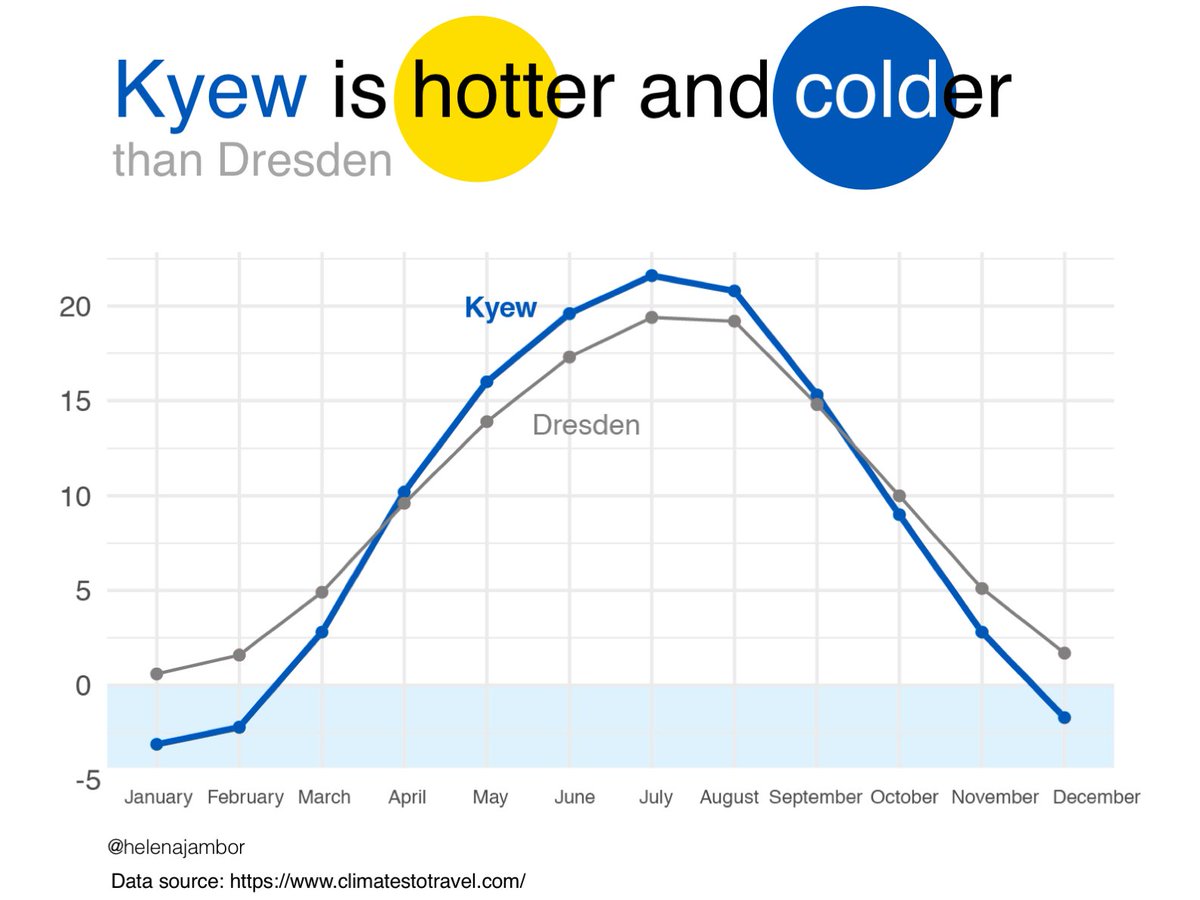 Kyew is hotter and colder
than Dresden
20
15
10
5
0
-5
Kyew
Dresden
January February March April May June July August September October November December
@helenajambor
Data source: https://www.climatestotravel.com/